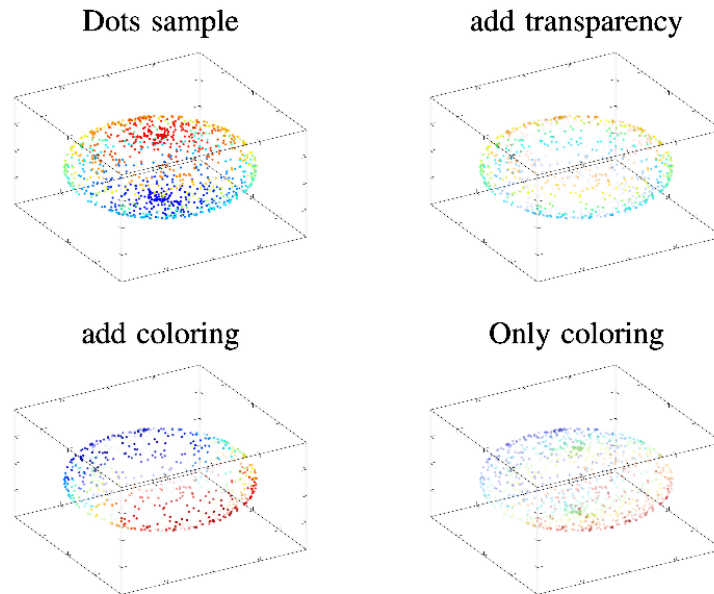 Dots sample
add transparency
add coloring
Only coloring